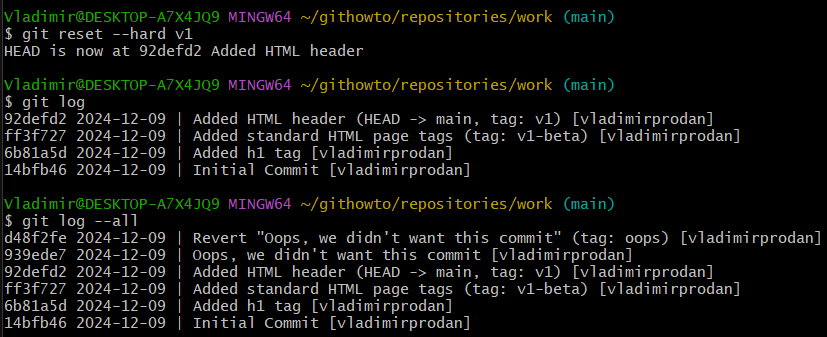 Vladimir@DESKTOP-A7X4JQ9 MINGW64 ~/githowto/repositories/work (main)
$ git reset --hard v1
HEAD is now at 92defd2 Added HTML header
Vladimir@DESKTOP-A7X4JQ9 MINGW64 ~/githowto/repositories/work (main)
$ git log
92defd2 2024-12-09 | Added HTML header (HEAD -> main, tag: v1) [vladimirprodan]
ff3f727 2024-12-09 | Added standard HTML page tags (tag: v1-beta) [vladimirprodan]
6b81a5d 2024-12-09 | Added h1 tag [vladimirprodan]
14bfb46 2024-12-09 | Initial Commit [vladimirprodan]
Vladimir@DESKTOP-A7X4JQ9 MINGW64 ~/githowto/repositories/work (main)
$ git log --all
d48f2fe 2024-12-09 | Revert "Oops, we didn't want this commit" (tag: oops) [vladimirprodan]
939ede7 2024-12-09 | Oops, we didn't want this commit [vladimirprodan]
92defd2 2024-12-09 | Added HTML header (HEAD -> main, tag: v1) [vladimirprodan]
ff3f727 2024-12-09 | Added standard HTML page tags (tag: v1-beta) [vladimirprodan]
6b81a5d 2024-12-09 | Added h1 tag [vladimirprodan]
14bfb46 2024-12-09 | Initial Commit [vladimirprodan]